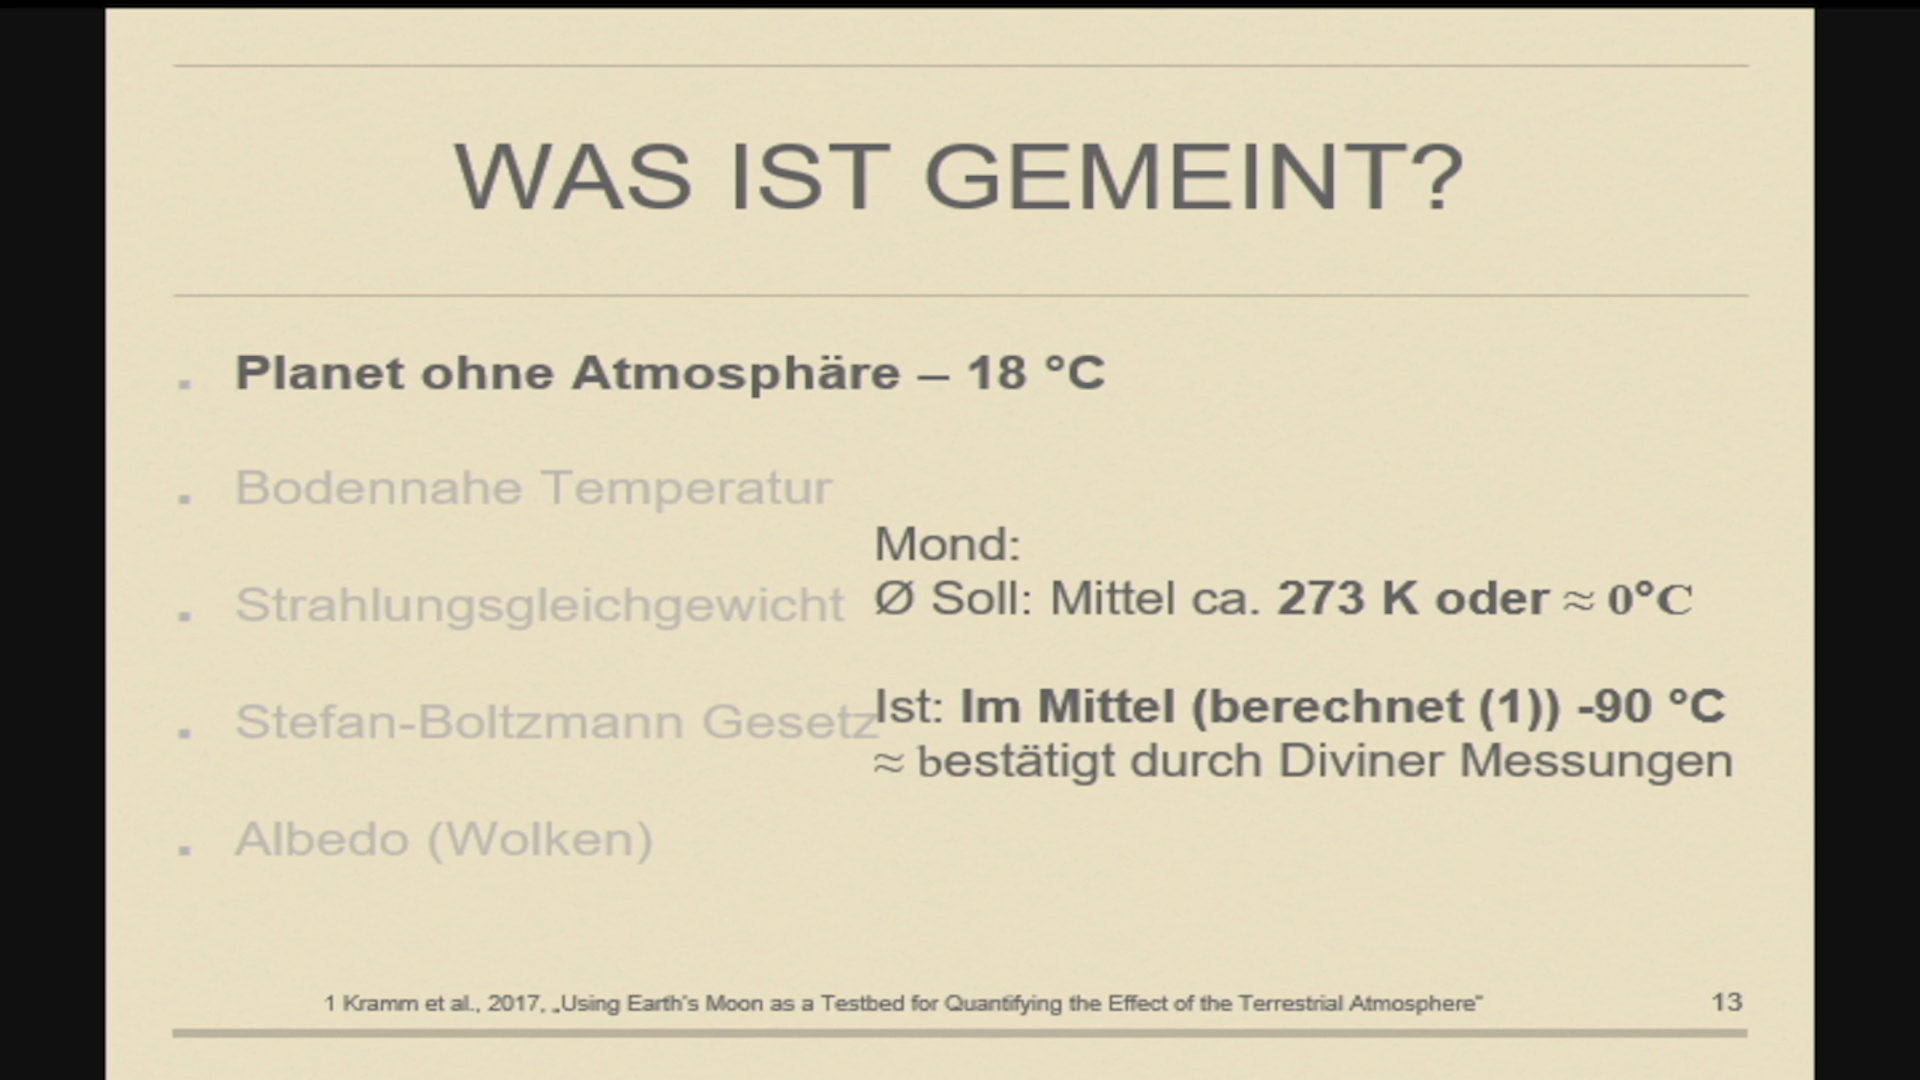 WAS IST GEMEINT?
Planet ohne Atmosphäre – 18 °C
Bodennahe Temperatur
Strahlungsgleichgewicht
Stefan-Boltzmann Gesetz
Albedo (Wolken)
Mond:
Ø Soll: Mittel ca. 273 K oder ≈ 0°C
Ist: Im Mittel (berechnet (1)) -90 °C
≈ bestätigt durch Diviner Messungen
1 Kramm et al., 2017, „Using Earth's Moon as a Testbed for Quantifying the Effect of the Terrestrial Atmosphere"
13